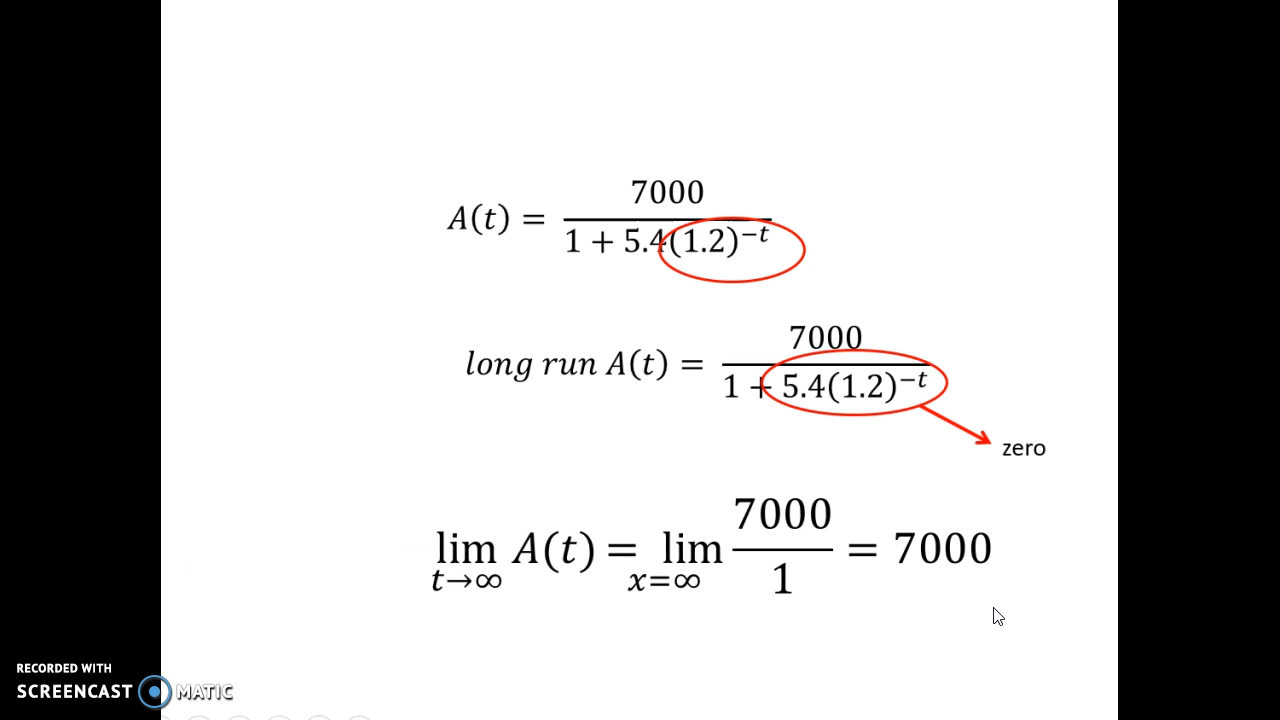 A(t) = 7000 / 1 + 5.4(1.2)^−t
long run A(t) = 7000 / 1 + 5.4(1.2)^−t
zero
lim t→∞ A(t) = lim x=∞ 7000 / 1 = 7000
RECORDED WITH
SCREENCAST MATIC